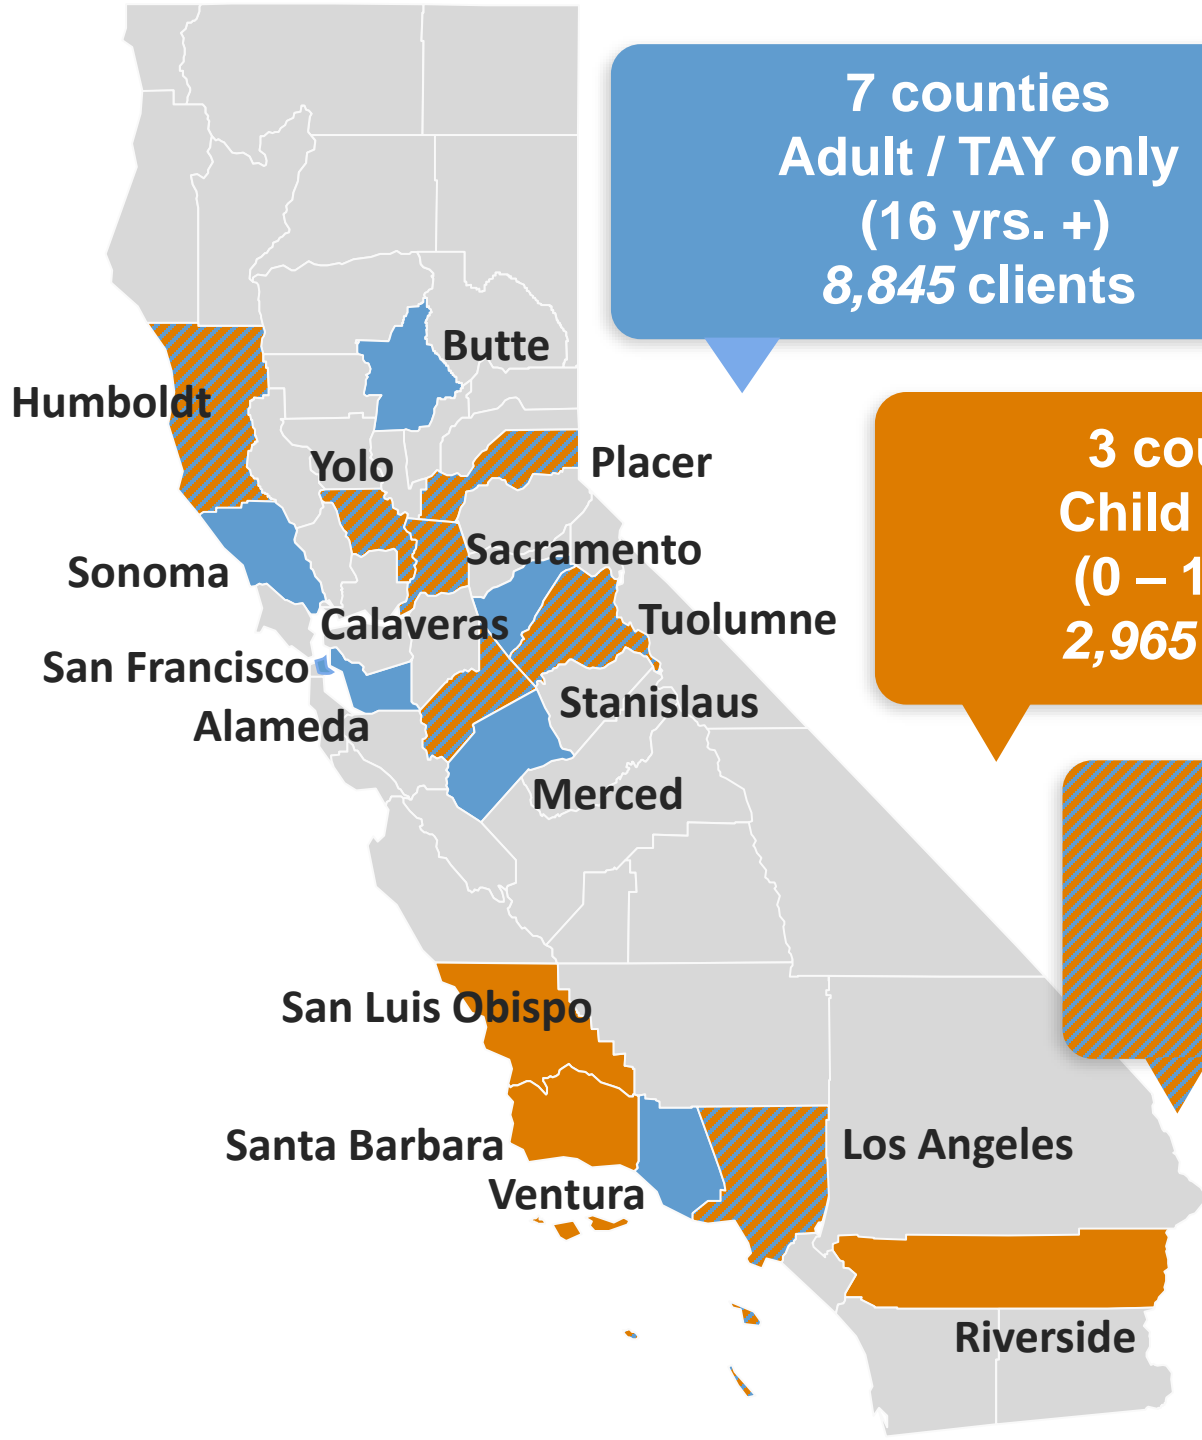 7 counties
Adult / TAY only
(16 yrs. +)
8,845 clients
Butte
Humboldt
3 cou
Child
(0 – 1
2,965
Yolo
Placer
Sacramento
Sonoma
Calaveras
Tuolumne
San Francisco
Stanislaus
Alameda
Merced
San Luis Obispo
Santa Barbara
Los Angeles
Ventura
Riverside